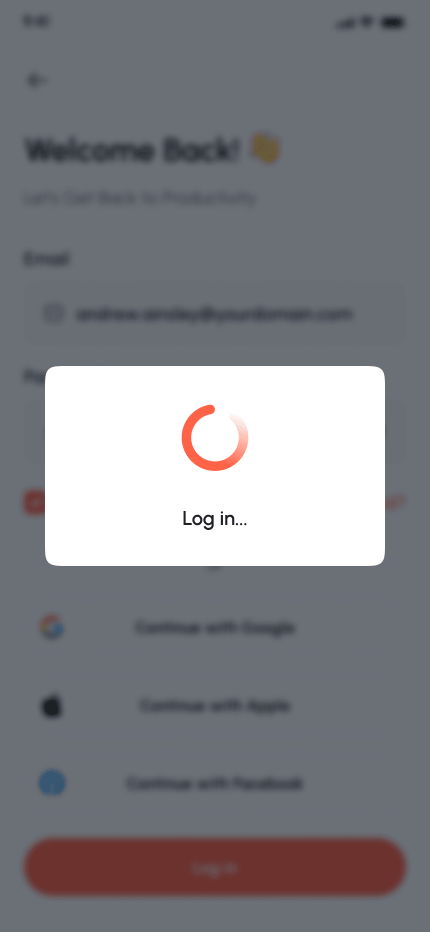 9:41
Welcome Back! 👋
Let's Get Back to Productivity
Email
andrew.ainsley@yourdomain.com
Log in...
Continue with Google
Continue with Apple
Continue with Facebook
Log in